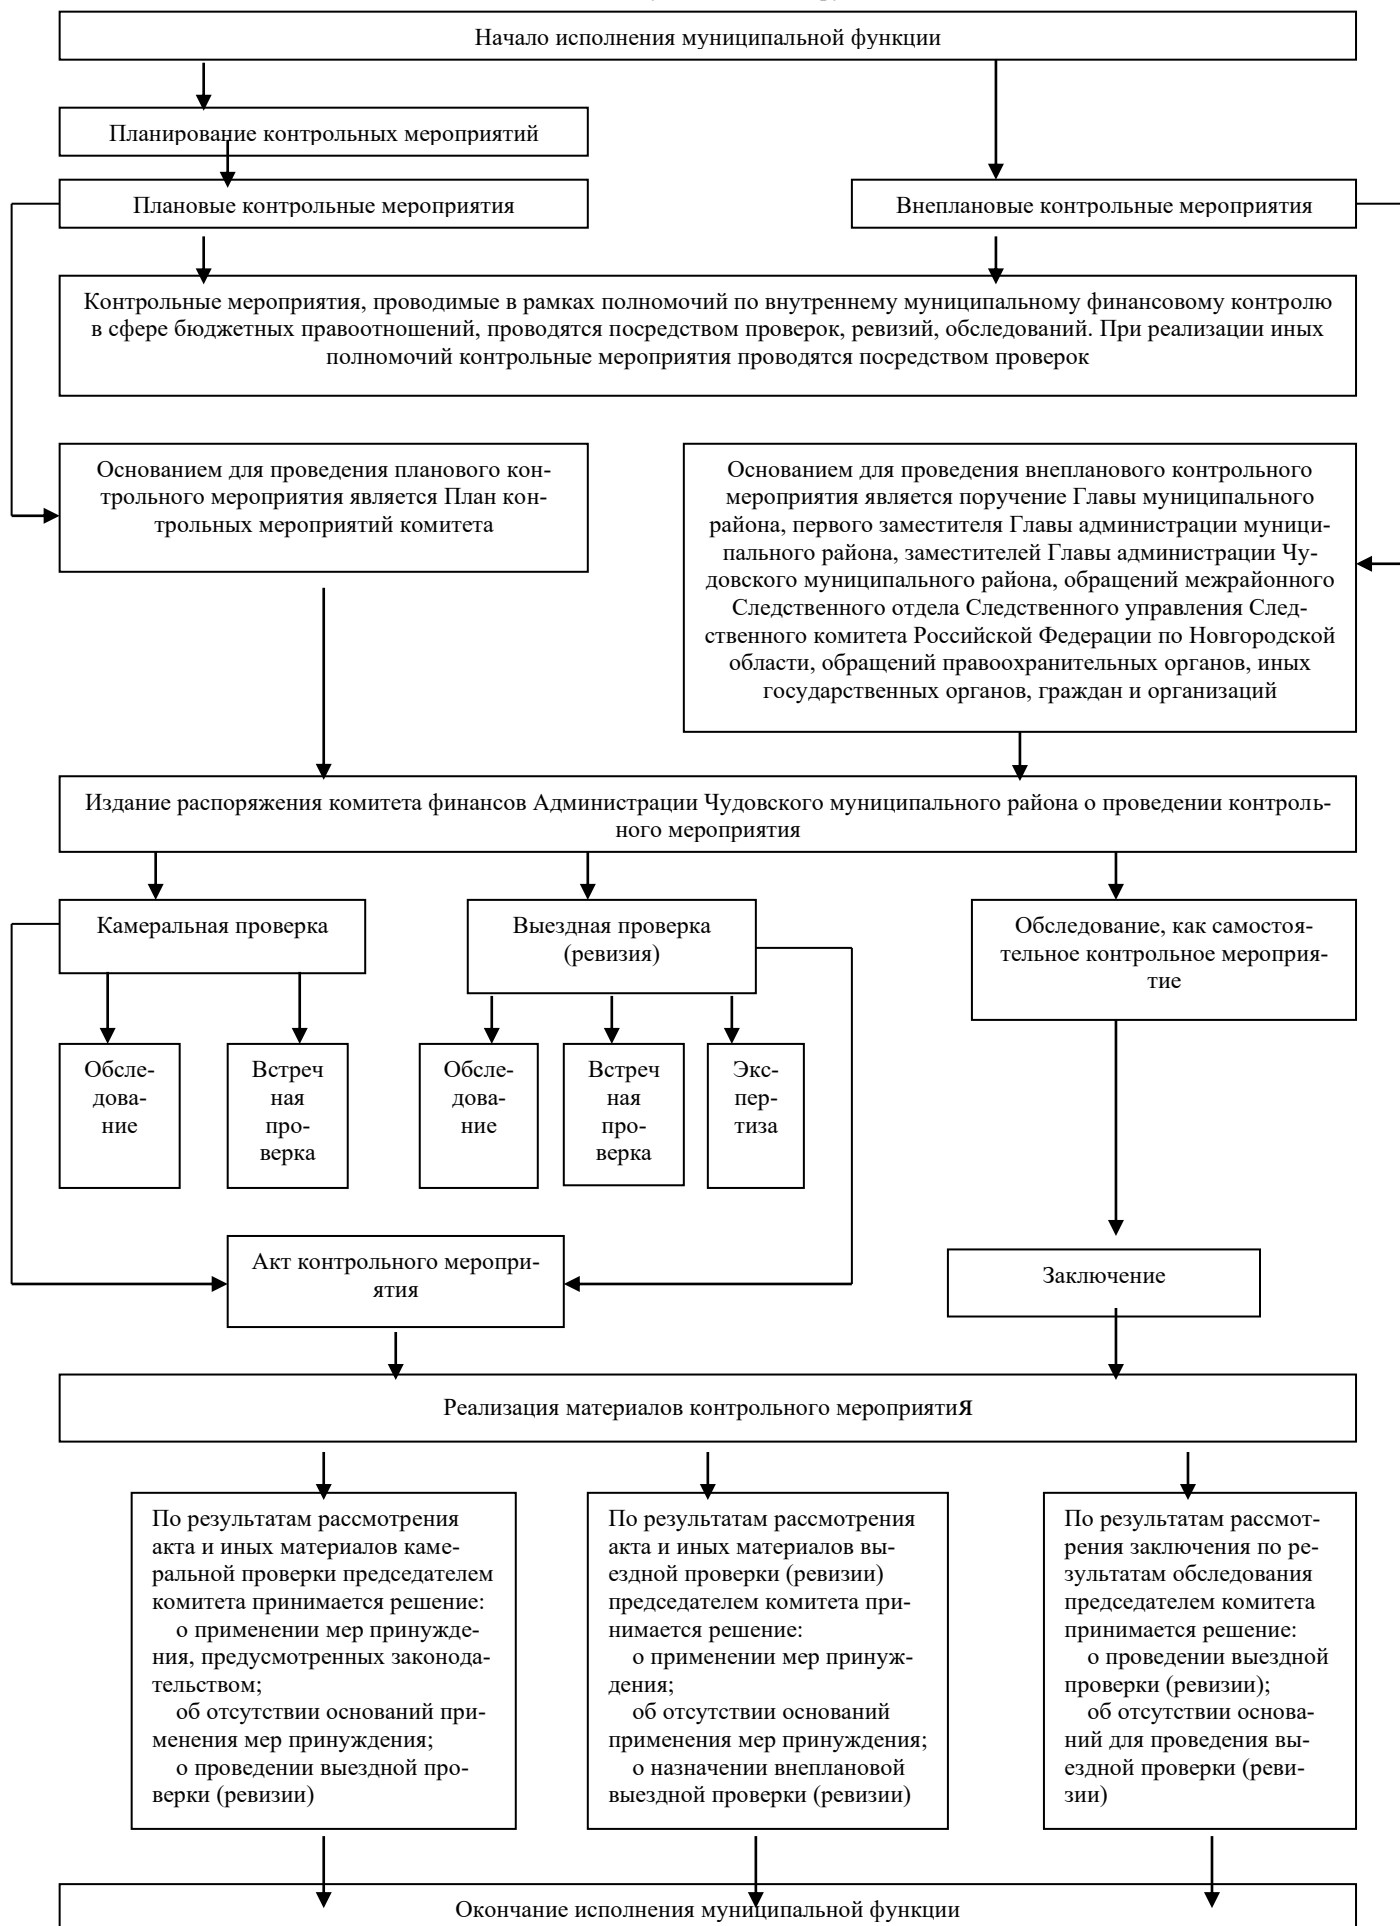 Начало исполнения муниципальной функции
Планирование контрольных мероприятий
Плановые контрольные мероприятия
Внеплановые контрольные мероприятия
Контрольные мероприятия, проводимые в рамках полномочий по внутреннему муниципальному финансовому контролю
в сфере бюджетных правоотношений, проводятся посредством проверок, ревизий, обследований. При реализации иных
полномочий контрольные мероприятия проводятся посредством проверок
Основанием для проведения планового кон-
трольного мероприятия является План кон-
трольных мероприятий комитета
Основанием для проведения внепланового контрольного
мероприятия является поручение Главы муниципального
района, первого заместителя Главы администрации муници-
пального района, заместителей Главы администрации Чу-
довского муниципального района, обращений межрайонного
Следственного отдела Следственного управления След-
ственного комитета Российской Федерации по Новгородской
области, обращений правоохранительных органов, иных
государственных органов, граждан и организаций
Издание распоряжения комитета финансов Администрации Чудовского муниципального района о проведении контроль-
ного мероприятия
Камеральная проверка
Выездная проверка
(ревизия)
Обследование, как самостоя-
тельное контрольное мероприя-
тие
Обсле-
дова-
ние
Встреч
ная
про-
верка
Обсле-
дова-
ние
Встреч
ная
про-
верка
Экс-
пер-
тиза
Акт контрольного меропри-
ятия
Заключение
Реализация материалов контрольного мероприятия
По результатам рассмотрения
акта и иных материалов каме-
ральной проверки председателем
комитета принимается решение:
о применении мер принужде-
ния, предусмотренных законода-
тельством;
об отсутствии оснований при-
менения мер принуждения;
о проведении выездной про-
верки (ревизии)
По результатам рассмотрения
акта и иных материалов вы-
ездной проверки (ревизии)
председателем комитета при-
нимается решение:
о применении мер принуж-
дения;
об отсутствии оснований
применения мер принуждения;
о назначении внеплановой
выездной проверки (ревизии)
По результатам рассмот-
рения заключения по ре-
зультатам обследования
председателем комитета
принимается решение:
о проведении выездной
проверки (ревизии);
об отсутствии основа-
ний для проведения вы-
ездной проверки (реви-
зии)
Окончание исполнения муниципальной функции